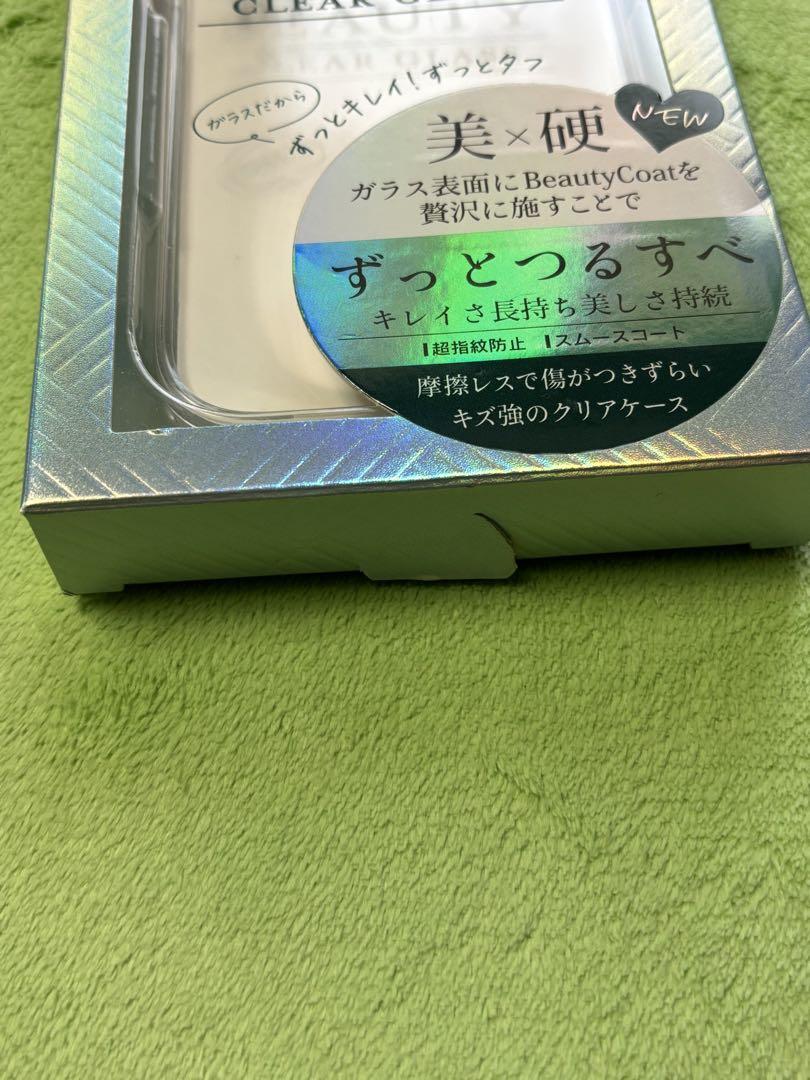 CLEAR
ガラスだから
ずっとキレイ!ずっとタフ
NEW
美×硬
ガラス表面にBeautyCoatを
贅沢に施すことで
ずっとつるすべ
キレイさ長持ち美しさ持続
超指紋防止 スムースコート
摩擦レスで傷がつきずらい
キズ強のクリアケース